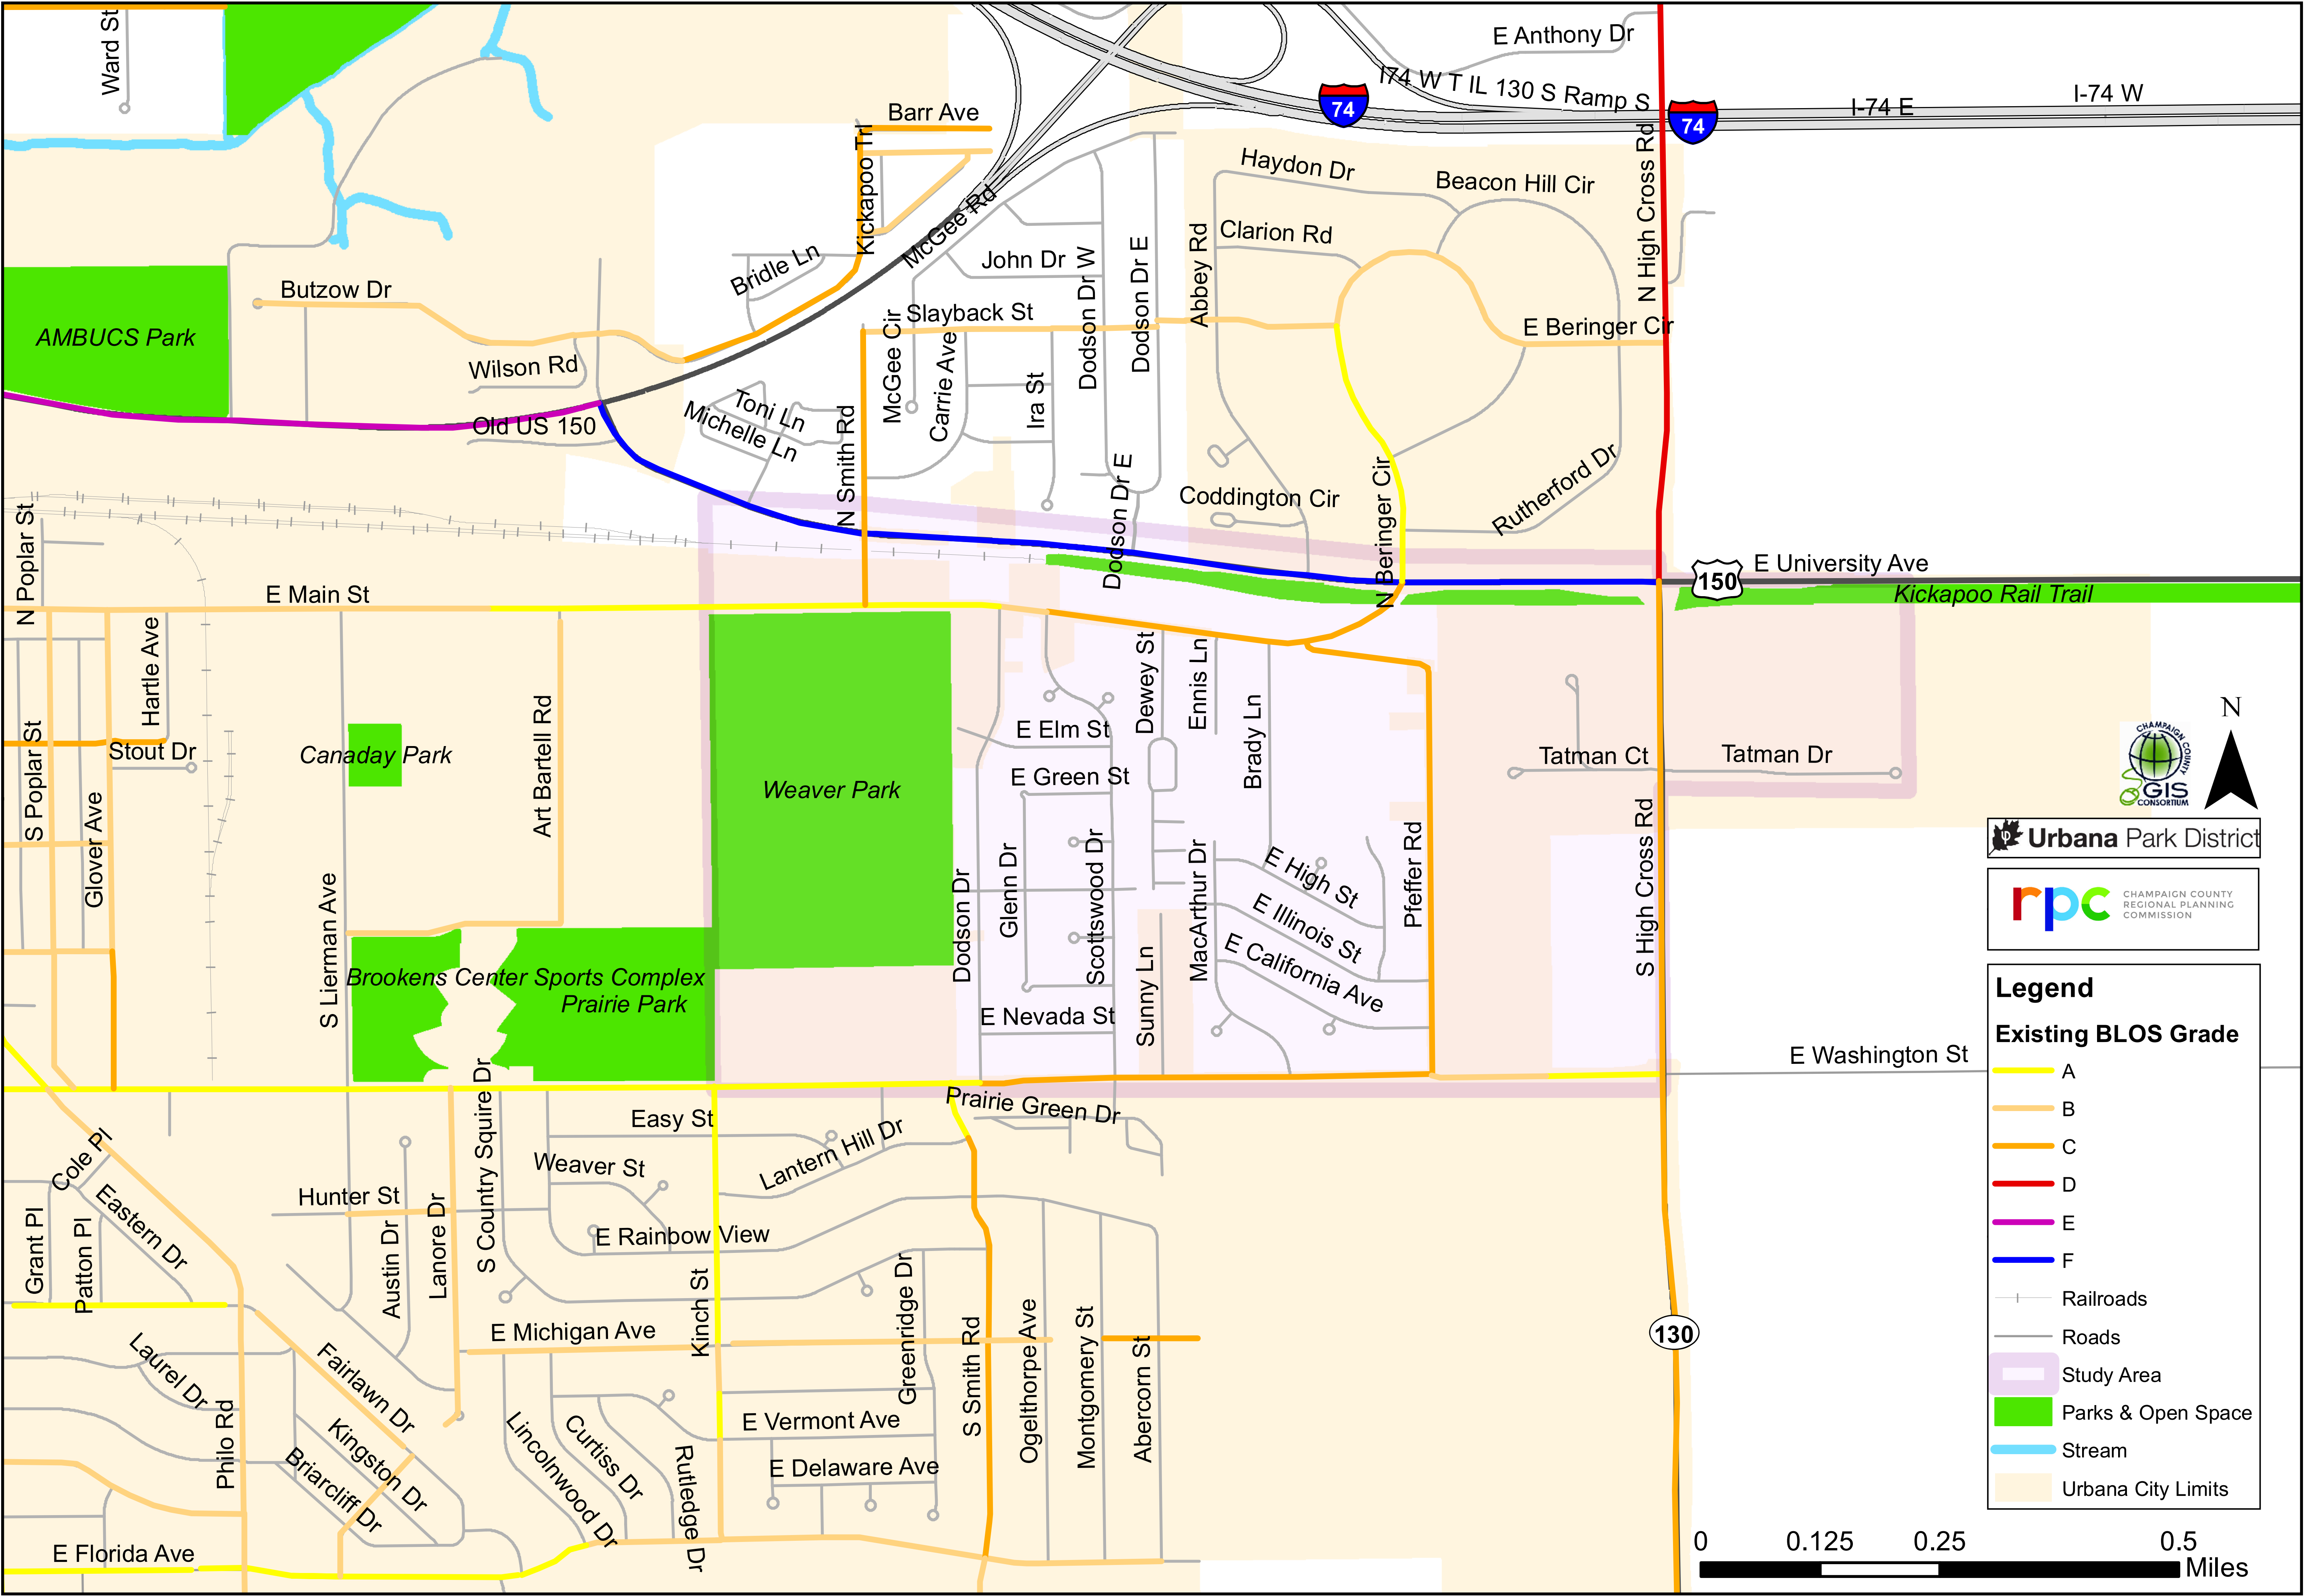 Ward St
E Anthony Dr
I74 W T IL 130 S Ramp S
74
74
I-74 E
I-74 W
Barr Ave
Kickapoo Trl
McGee Rd
Haydon Dr
Beacon Hill Cir
N High Cross Rd
Clarion Rd
Abbey Rd
Bridle Ln
John Dr W
Dodson Dr W
Dodson Dr E
Butzow Dr
Slayback St
E Beringer Cir
AMBUCS Park
Wilson Rd
McGee Cir
Carrie Ave
Ira St
Toni Ln
Michelle Ln
Old US 150
N Smith Rd
Dodson Dr E
Coddington Cir
N Beringer Cir
Rutherford Dr
N Poplar St
E University Ave
150
Kickapoo Rail Trail
E Main St
Hartle Ave
Dewey St
Ennis Ln
Brady Ln
N
CHAMPAIGN COUNTY
GIS
CONSORTIUM
S Poplar St
Stout Dr
Canaday Park
Art Bartell Rd
Weaver Park
E Elm St
E Green St
Tatman Ct
Tatman Dr
Glover Ave
S Lierman Ave
Dodson Dr
Glenn Dr
Scottswood Dr
MacArthur Dr
E High St
E Illinois St
E California Ave
Pfeffer Rd
S High Cross Rd
Urbana Park District
rpc
CHAMPAIGN COUNTY
REGIONAL PLANNING
COMMISSION
Brookens Center Sports Complex
Prairie Park
E Nevada St
Sunny Ln
E Washington St
Legend
Existing BLOS Grade
A
B
C
D
E
F
Railroads
Roads
Study Area
Parks & Open Space
Stream
Urbana City Limits
Prairie Green Dr
Easy St
S Country Squire Dr
Cole Pl
Weaver St
Lantern Hill Dr
Eastern Dr
Hunter St
Grant Pl
Patton Pl
Austin Dr
Lanore Dr
E Rainbow View
Kinch St
Greenridge Dr
E Michigan Ave
S Smith Rd
Ogelthorpe Ave
Montgomery St
Abercorn St
130
Laurel Dr
Fairlawn Dr
Philo Rd
Kingston Dr
Briarcliff Dr
Lincolnwood Dr
Curtiss Dr
Rutledge Dr
E Vermont Ave
E Delaware Ave
E Florida Ave
0 0.125 0.25 0.5
Miles